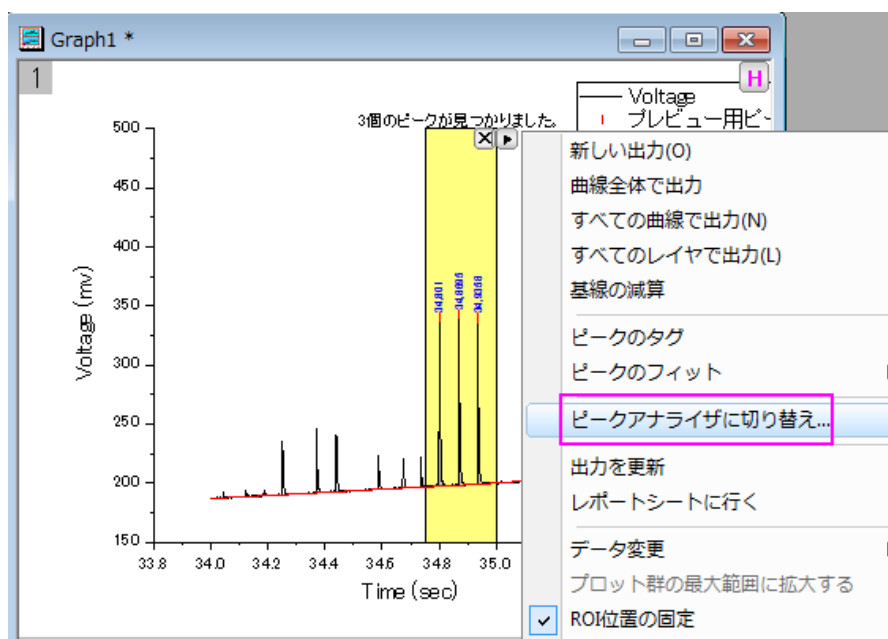 Graph1 *
1
H
Voltage
プレビュー用ピー
3個のピークが見つかりました。
500
450
400
350
300
250
200
150
Voltage (mv)
34.801
34.9358
33.8
34.0
34.2
34.4
34.6
34.8
35.0
Time (sec)
新しい出力(O)
曲線全体で出力
すべての曲線で出力(N)
すべてのレイヤで出力(L)
基線の減算
ピークのタグ
ピークのフィット
ピークアナライザに切り替え...
出力を更新
レポートシートに行く
データ変更
プロット群の最大範囲に拡大する
ROI位置の固定